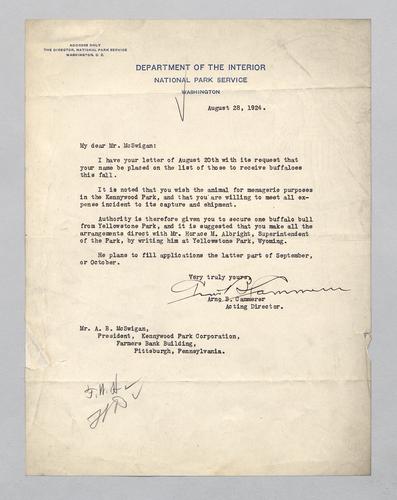 ADDRESS ONLY
THE DIRECTOR, NATIONAL PARK SERVICE
WASHINGTON, D. C.
DEPARTMENT OF THE INTERIOR
NATIONAL PARK SERVICE
WASHINGTON
August 28, 1924.
My dear Mr. McSwigan:
I have your letter of August 20th with its request that
your name be placed on the list of those to receive buffaloes
this fall.
It is noted that you wish the animal for menagerie purposes
in the Kennywood Park, and that you are willing to meet all ex-
pense incident to its capture and shipment.
Authority is therefore given you to secure one buffalo bull
from Yellowstone Park, and it is suggested that you make all the
arrangements direct with Mr. Horace M. Albright, Superintendent
of the Park, by writing him at Yellowstone Park, Wyoming.
He plans to fill applications the latter part of September,
or October.
Very truly yours,
Arno B. Cammerer
Arno B. Cammerer
Acting Director.
Mr. A. B. McSwigan,
President, Kennywood Park Corporation,
Farmers Bank Building,
Pittsburgh, Pennsylvania.